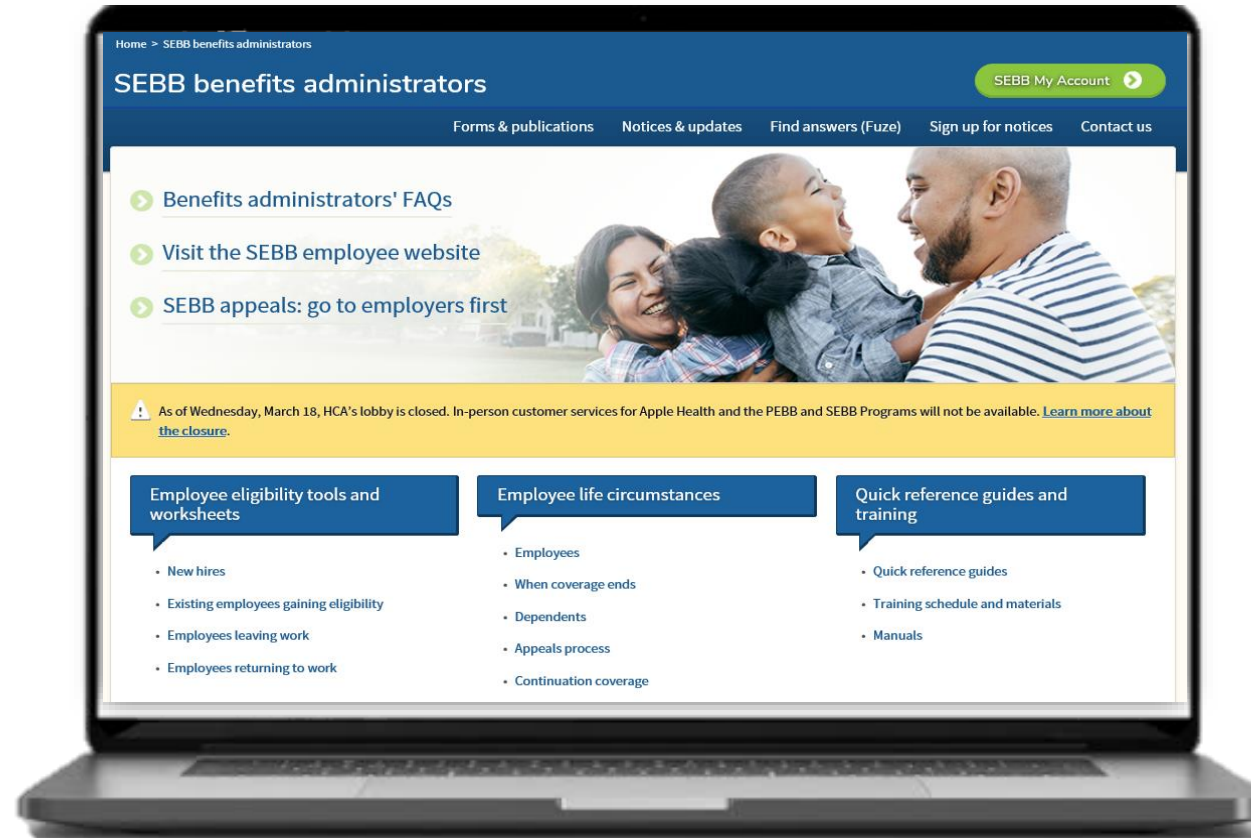 Home > SEBB benefits administrators
SEBB benefits administrators
SEBB My Account
Forms & publications Notices & updates Find answers (Fuze) Sign up for notices Contact us
Benefits administrators' FAQs
Visit the SEBB employee website
SEBB appeals: go to employers first
As of Wednesday, March 18, HCA's lobby is closed. In-person customer services for Apple Health and the PEBB and SEBB Programs will not be available. Learn more about
the closure.
Employee eligibility tools and
worksheets
• New hires
• Existing employees gaining eligibility
• Employees leaving work
• Employees returning to work
Employee life circumstances
• Employees
• When coverage ends
• Dependents
• Appeals process
• Continuation coverage
Quick reference guides and
training
• Quick reference guides
• Training schedule and materials
• Manuals